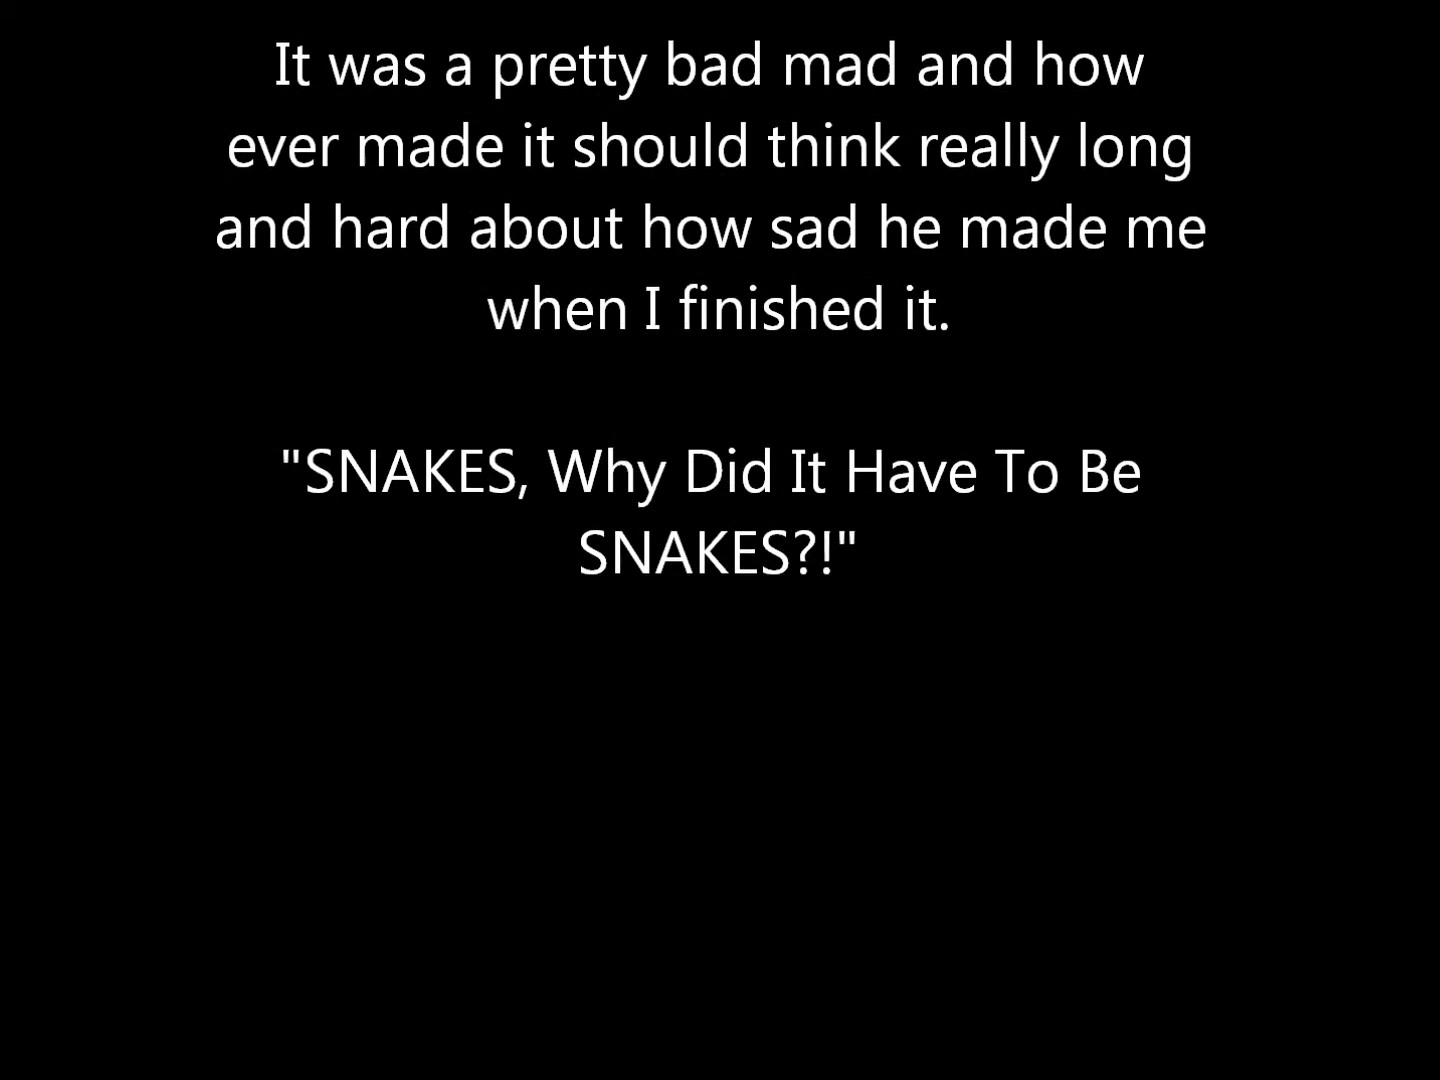 It was a pretty bad mad and how
ever made it should think really long
and hard about how sad he made me
when I finished it.
"SNAKES, Why Did It Have To Be
SNAKES?!"